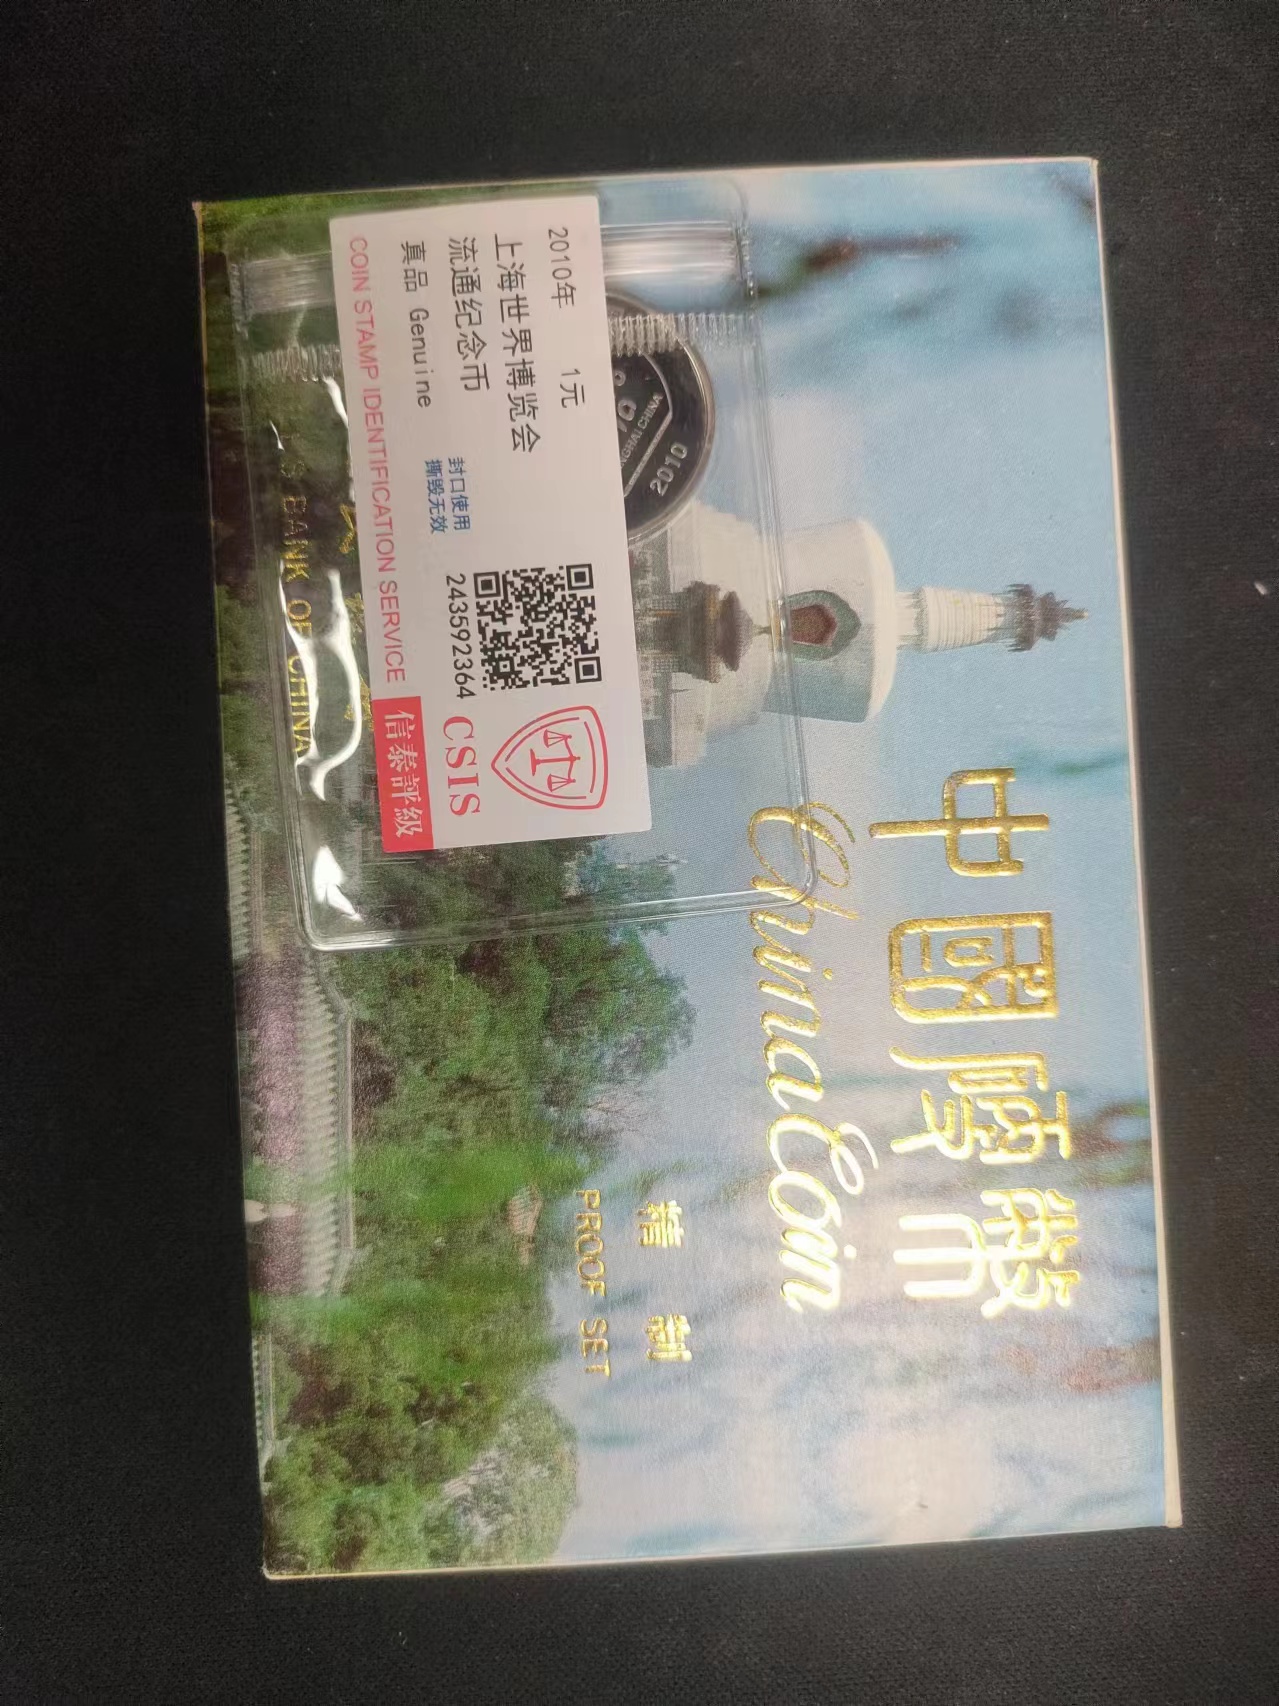 2010年 1元
上海世界博览会
流通纪念币
真品 Genuine
封口使用
撕毁无效
243592364
CSIS
COIN STAMP IDENTIFICATION SERVICE
信泰評級
SHANGHAI CHINA
2010
中國硬幣
China Coin
精制
PROOF SET
BANK OF CHINA